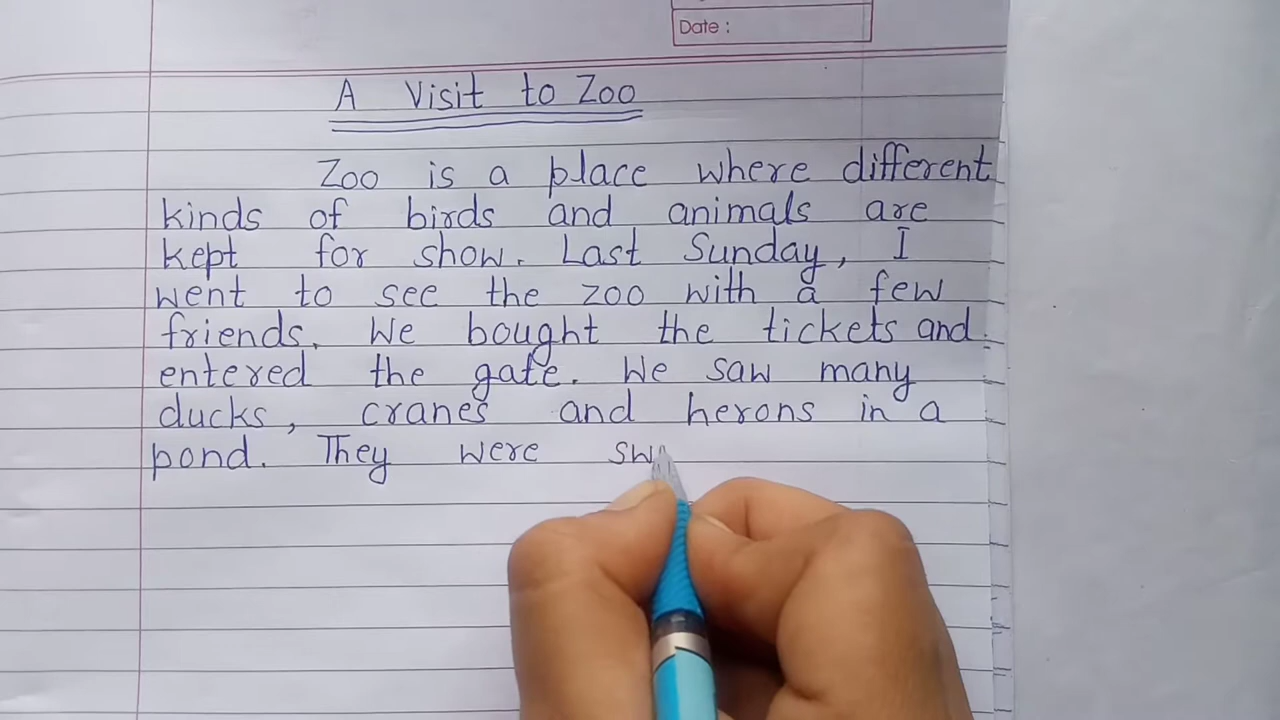 Date :
A Visit to Zoo
Zoo is a place where different
kinds of birds and animals are
kept for show. Last Sunday, I
went to see the zoo with a few
friends. We bought the tickets and
entered the gate. We saw many
ducks, cranes and herons in a
pond. They were sw